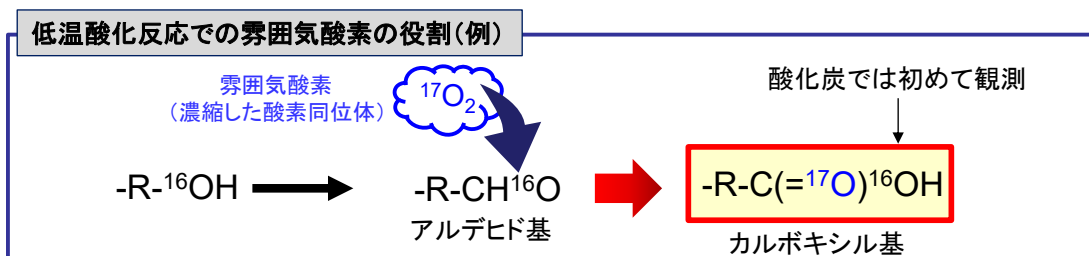 低温酸化反応での雰囲気酸素の役割(例)
酸化炭では初めて観測
雰囲気酸素
(濃縮した酸素同位体)
¹⁷O₂
-R-¹⁶OH
-R-CH¹⁶O
-R-C(=¹⁷O)¹⁶OH
アルデヒド基
カルボキシル基